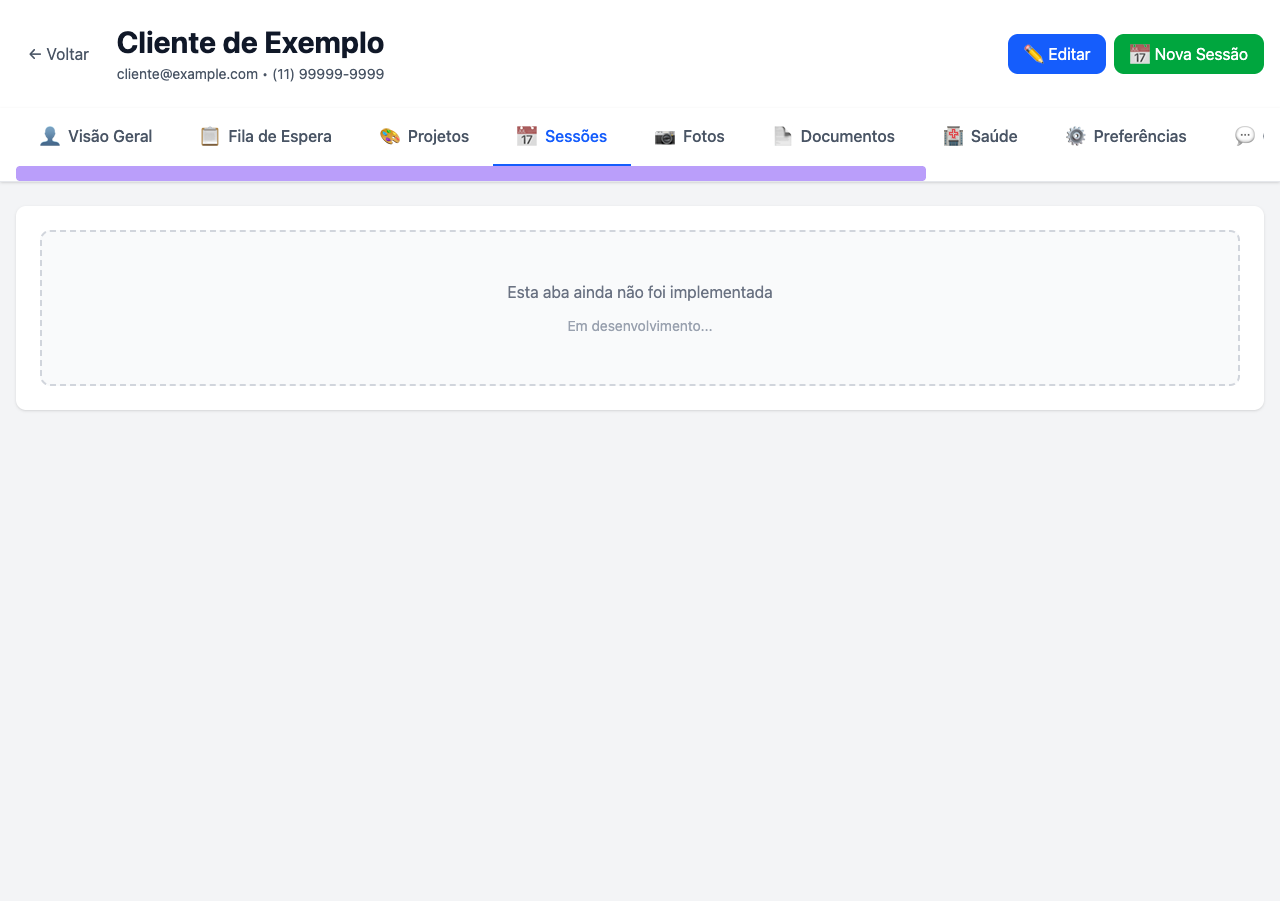 ← Voltar
Cliente de Exemplo
cliente@example.com • (11) 99999-9999
Editar
Nova Sessão
Visão Geral
Fila de Espera
Projetos
Sessões
Fotos
Documentos
Saúde
Preferências
Esta aba ainda não foi implementada
Em desenvolvimento...